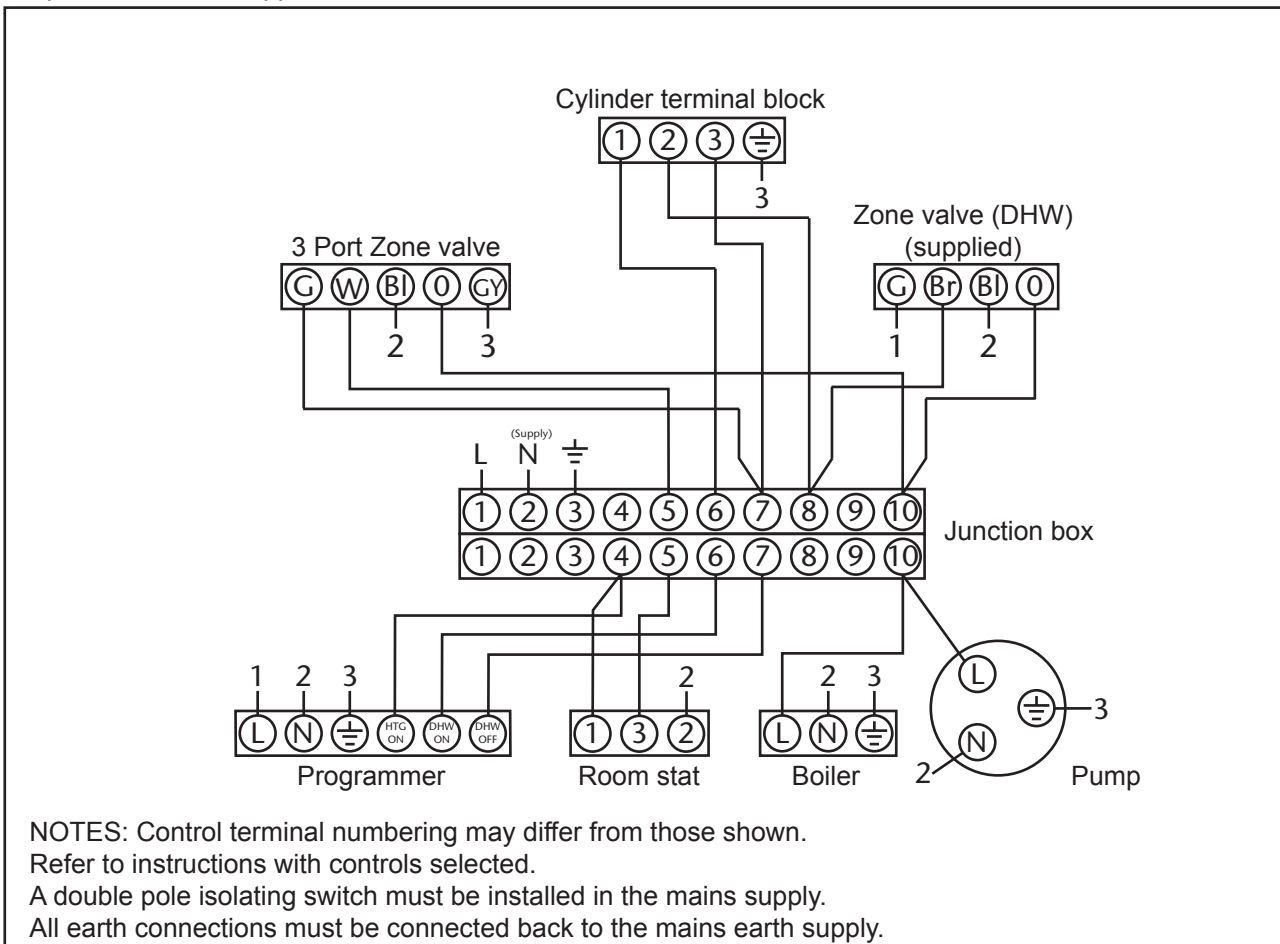 Cylinder terminal block
1 2 3
3
Zone valve (DHW)
(supplied)
3 Port Zone valve
G W Bl 0 GY
G Br Bl 0
2 3
1 2
(Supply)
L N
1 2 3 4 5 6 7 8 9 10
Junction box
1 2 3 4 5 6 7 8 9 10
1 2 3
2
2 3
L
3
L N HTG ON DHW ON DHW OFF
1 3 2
L N
N
2
Programmer
Room stat
Boiler
Pump
NOTES: Control terminal numbering may differ from those shown.
Refer to instructions with controls selected.
A double pole isolating switch must be installed in the mains supply.
All earth connections must be connected back to the mains earth supply.